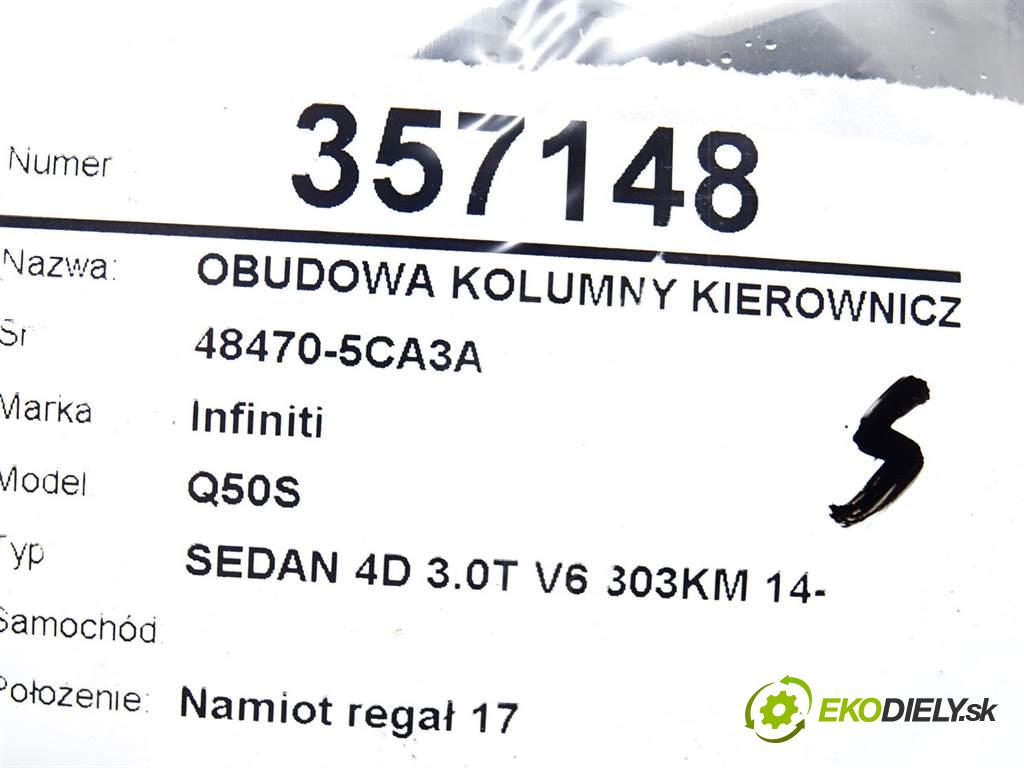 Numer 357148
Nazwa: OBUDOWA KOLUMNY KIEROWNICZ
Sr 48470-5CA3A
Marka Infiniti
Model Q50S
Typ SEDAN 4D 3.0T V6 303KM 14-
Samochód
Położenie: Namiot regał 17
S
EKODIELY.sk